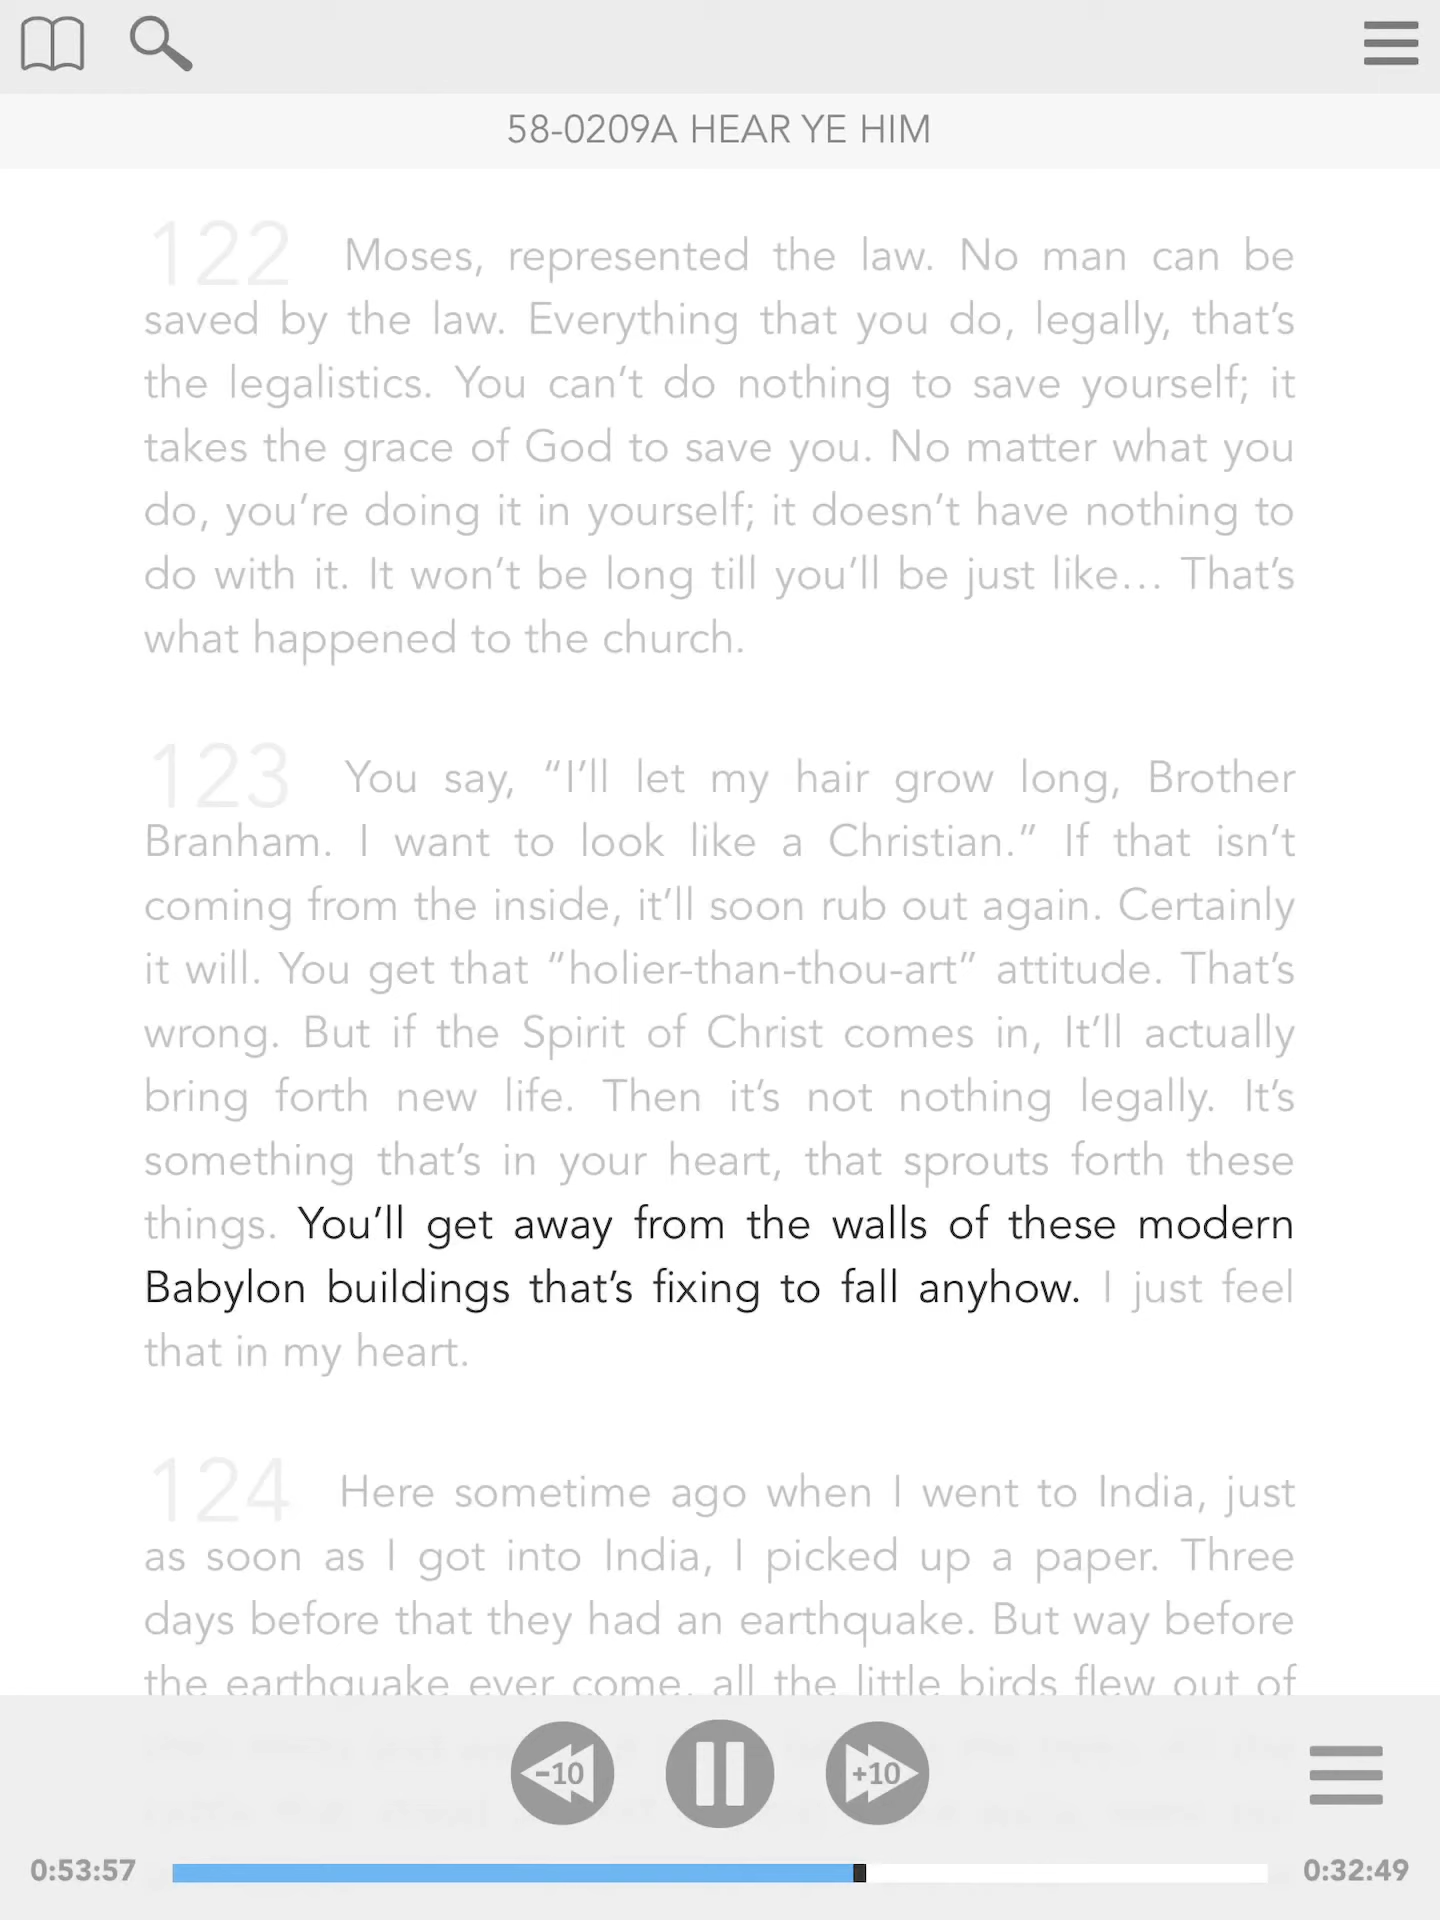 58-0209A HEAR YE HIM
122 Moses, represented the law. No man can be
saved by the law. Everything that you do, legally, that’s
the legalistics. You can’t do nothing to save yourself; it
takes the grace of God to save you. No matter what you
do, you’re doing it in yourself; it doesn’t have nothing to
do with it. It won’t be long till you’ll be just like… That’s
what happened to the church.
123 You say, “I’ll let my hair grow long, Brother
Branham. I want to look like a Christian.” If that isn’t
coming from the inside, it’ll soon rub out again. Certainly
it will. You get that “holier-than-thou-art” attitude. That’s
wrong. But if the Spirit of Christ comes in, It’ll actually
bring forth new life. Then it’s not nothing legally. It’s
something that’s in your heart, that sprouts forth these
things. You’ll get away from the walls of these modern
Babylon buildings that’s fixing to fall anyhow. I just feel
that in my heart.
124 Here sometime ago when I went to India, just
as soon as I got into India, I picked up a paper. Three
days before that they had an earthquake. But way before
the earthquake ever come, all the little birds flew out of
-10 +10
0:53:57 0:32:49